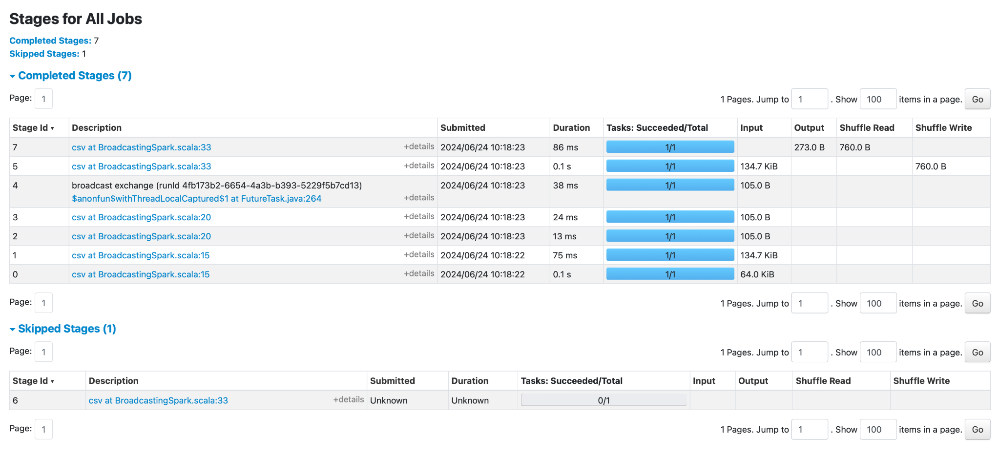 Stages for All Jobs
Completed Stages: 7
Skipped Stages: 1
Completed Stages (7)
Page: 1 1 Pages. Jump to 1 . Show 100 items in a page. Go
Stage Id ▾ Description Submitted Duration Tasks: Succeeded/Total Input Output Shuffle Read Shuffle Write
7 csv at BroadcastingSpark.scala:33 +details 2024/06/24 10:18:23 86 ms 1/1 273.0 B 760.0 B
5 csv at BroadcastingSpark.scala:33 +details 2024/06/24 10:18:23 0.1 s 1/1 134.7 KiB 760.0 B
4 broadcast exchange (runId 4fb173b2-6654-4a3b-b393-5229f5b7cd13) 2024/06/24 10:18:23 38 ms 1/1 105.0 B
$anonfun$withThreadLocalCaptured$1 at FutureTask.java:264 +details
3 csv at BroadcastingSpark.scala:20 +details 2024/06/24 10:18:23 24 ms 1/1 105.0 B
2 csv at BroadcastingSpark.scala:20 +details 2024/06/24 10:18:23 13 ms 1/1 105.0 B
1 csv at BroadcastingSpark.scala:15 +details 2024/06/24 10:18:22 75 ms 1/1 134.7 KiB
0 csv at BroadcastingSpark.scala:15 +details 2024/06/24 10:18:22 0.1 s 1/1 64.0 KiB
Page: 1 1 Pages. Jump to 1 . Show 100 items in a page. Go
Skipped Stages (1)
Page: 1 1 Pages. Jump to 1 . Show 100 items in a page. Go
Stage Id ▾ Description Submitted Duration Tasks: Succeeded/Total Input Output Shuffle Read Shuffle Write
6 csv at BroadcastingSpark.scala:33 +details Unknown Unknown 0/1
Page: 1 1 Pages. Jump to 1 . Show 100 items in a page. Go